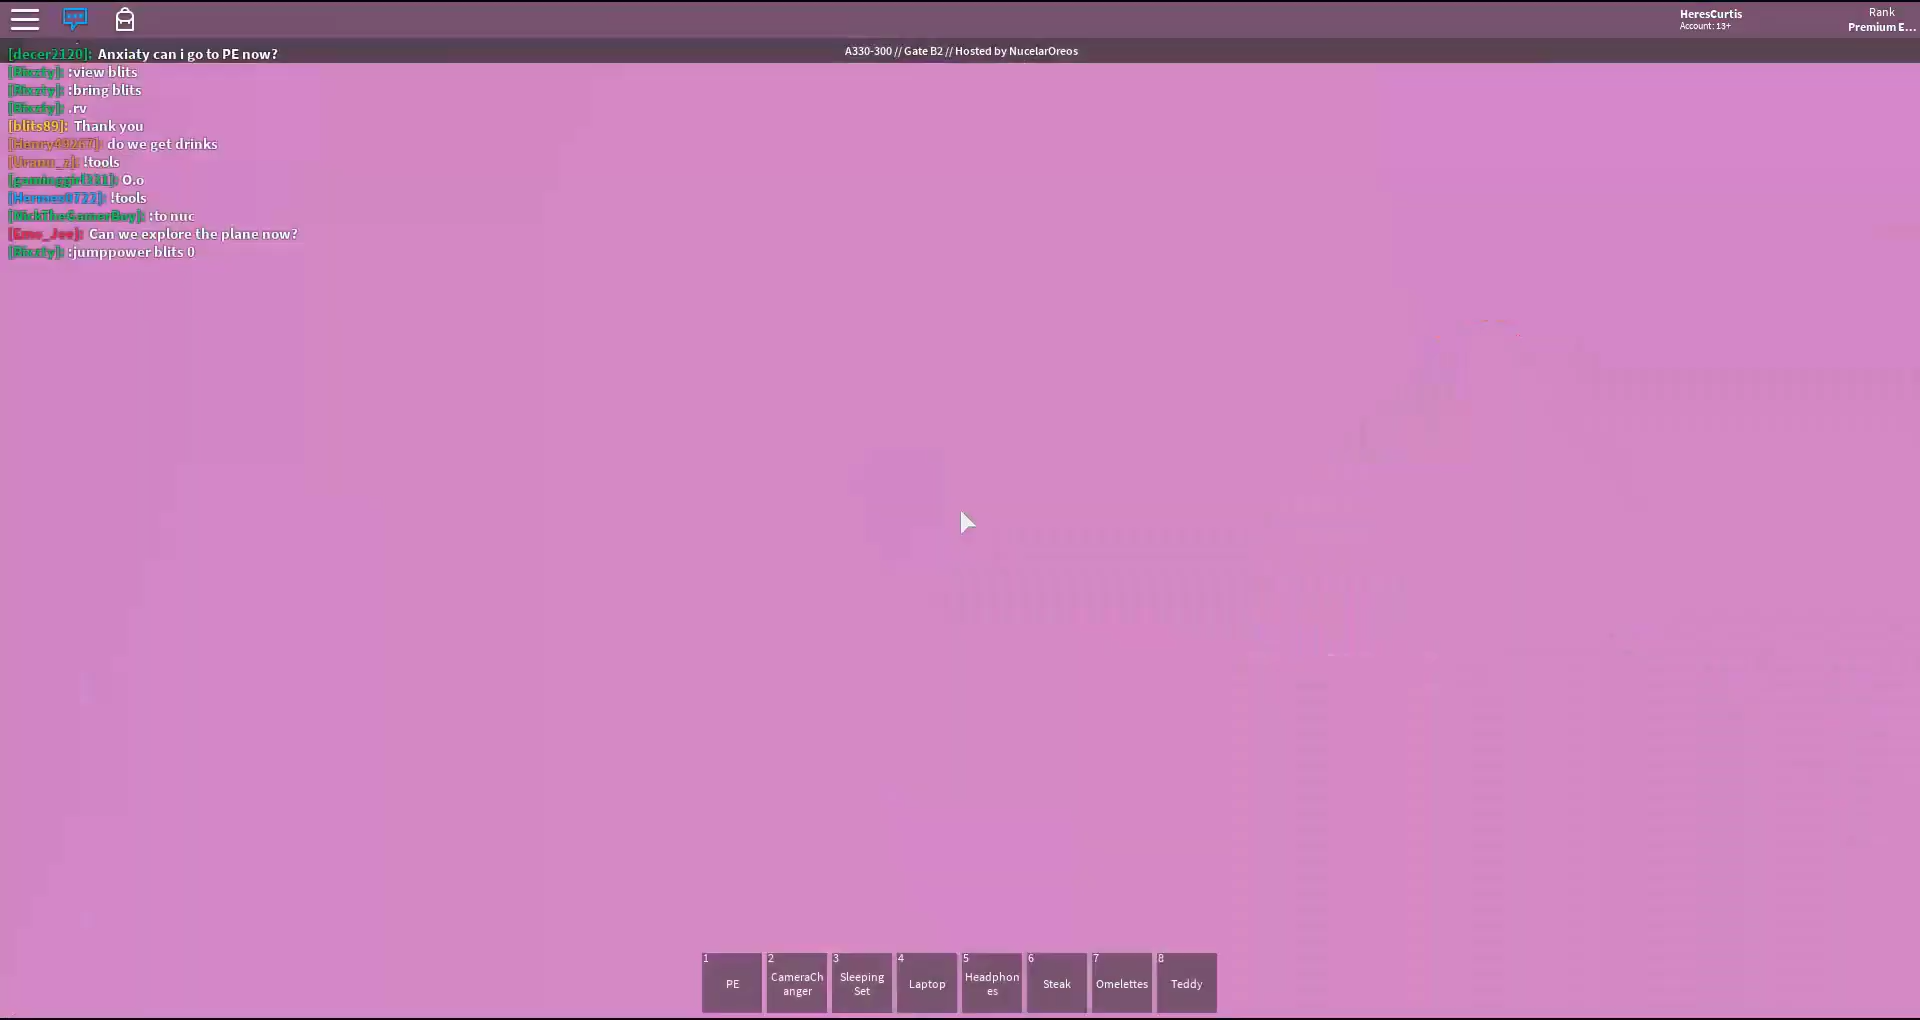 HeresCurtis
Account: 13+
Rank
Premium E...
A330-300 // Gate B2 // Hosted by NucelarOreos
[decer2120]: Anxiaty can i go to PE now?
:view blits
:bring blits
.rv
[blits89]: Thank you
do we get drinks
[Uranu_z]: !tools
O.o
!tools
[NickTheGamerBoy]: :to nuc
[Emo_Jee]: Can we explore the plane now?
:jumppower blits 0
1
PE
2
CameraCh
anger
3
Sleeping
Set
4
Laptop
5
Headphon
es
6
Steak
7
Omelettes
8
Teddy